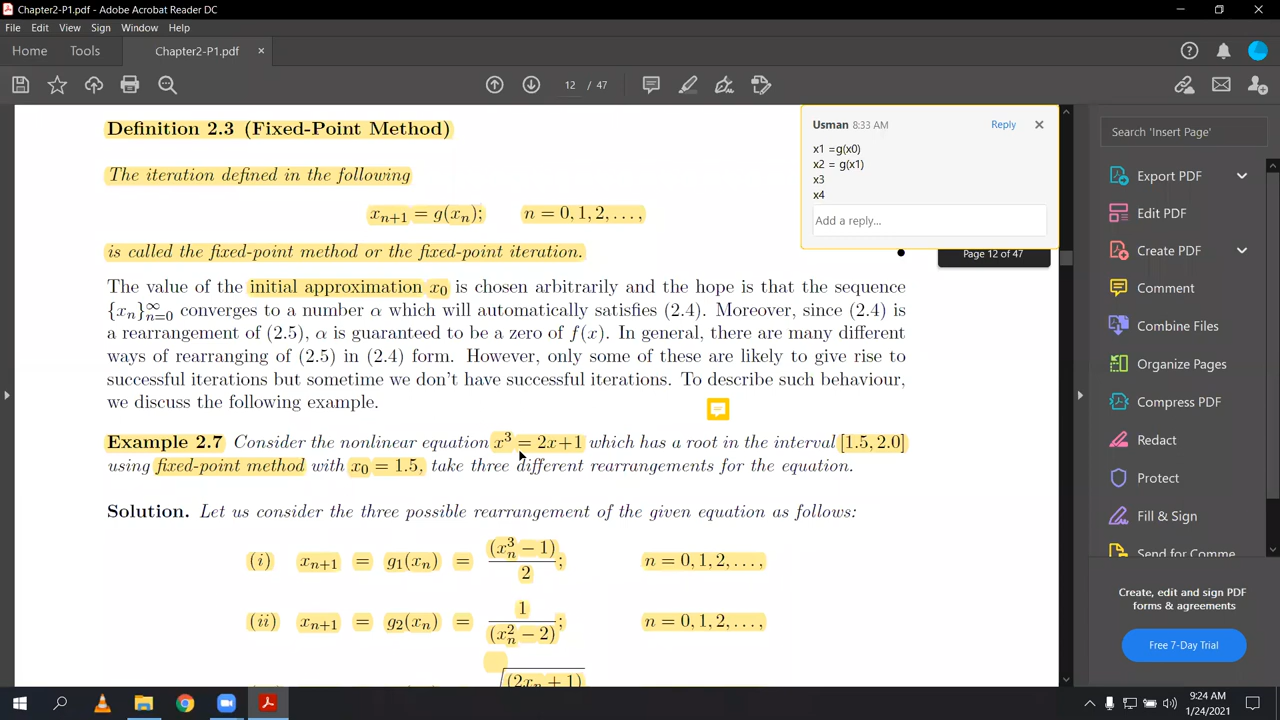 Chapter2-P1.pdf - Adobe Acrobat Reader DC
File Edit View Sign Window Help
Home Tools Chapter2-P1.pdf ×
12 / 47
Definition 2.3 (Fixed-Point Method)
The iteration defined in the following
xₙ₊₁ = g(xₙ); n = 0, 1, 2, . . . ,
is called the fixed-point method or the fixed-point iteration.
The value of the initial approximation x₀ is chosen arbitrarily and the hope is that the sequence
{xₙ}∞ₙ₌₀ converges to a number α which will automatically satisfies (2.4). Moreover, since (2.4) is
a rearrangement of (2.5), α is guaranteed to be a zero of f(x). In general, there are many different
ways of rearranging of (2.5) in (2.4) form. However, only some of these are likely to give rise to
successful iterations but sometime we don't have successful iterations. To describe such behaviour,
we discuss the following example.
Example 2.7 Consider the nonlinear equation x³ = 2x+1 which has a root in the interval [1.5, 2.0]
using fixed-point method with x₀ = 1.5, take three different rearrangements for the equation.
Solution. Let us consider the three possible rearrangement of the given equation as follows:
(i) xₙ₊₁ = g₁(xₙ) = (xₙ³ − 1)/2; n = 0, 1, 2, . . . ,
(ii) xₙ₊₁ = g₂(xₙ) = 1/(xₙ² − 2); n = 0, 1, 2, . . . ,
(2xₙ + 1)
Usman 8:33 AM Reply
x1 =g(x0)
x2 = g(x1)
x3
x4
Add a reply...
Page 12 of 47
Search 'Insert Page'
Export PDF
Edit PDF
Create PDF
Comment
Combine Files
Organize Pages
Compress PDF
Redact
Protect
Fill & Sign
Send for Comme
Create, edit and sign PDF
forms & agreements
Free 7-Day Trial
9:24 AM
1/24/2021